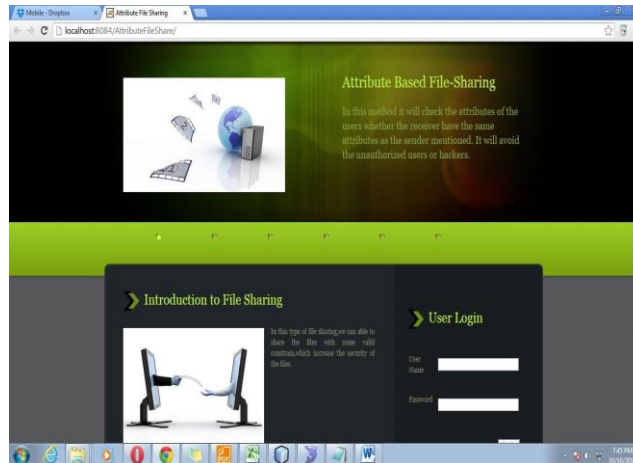 Mobile - Dropbox
Attribute File Sharing
localhost:8084/AttributeFileShare/
Attribute Based File-Sharing
In this method it will check the attributes of the
users whether the receiver have the same
attributes as the sender mentioned. It will avoid
the unauthorized users or hackers.
Introduction to File Sharing
In this type of file sharing,we can able to
share the files with some valid
constrain,which increase the security of
the files.
User Login
User
Name
Password
7:45 PM